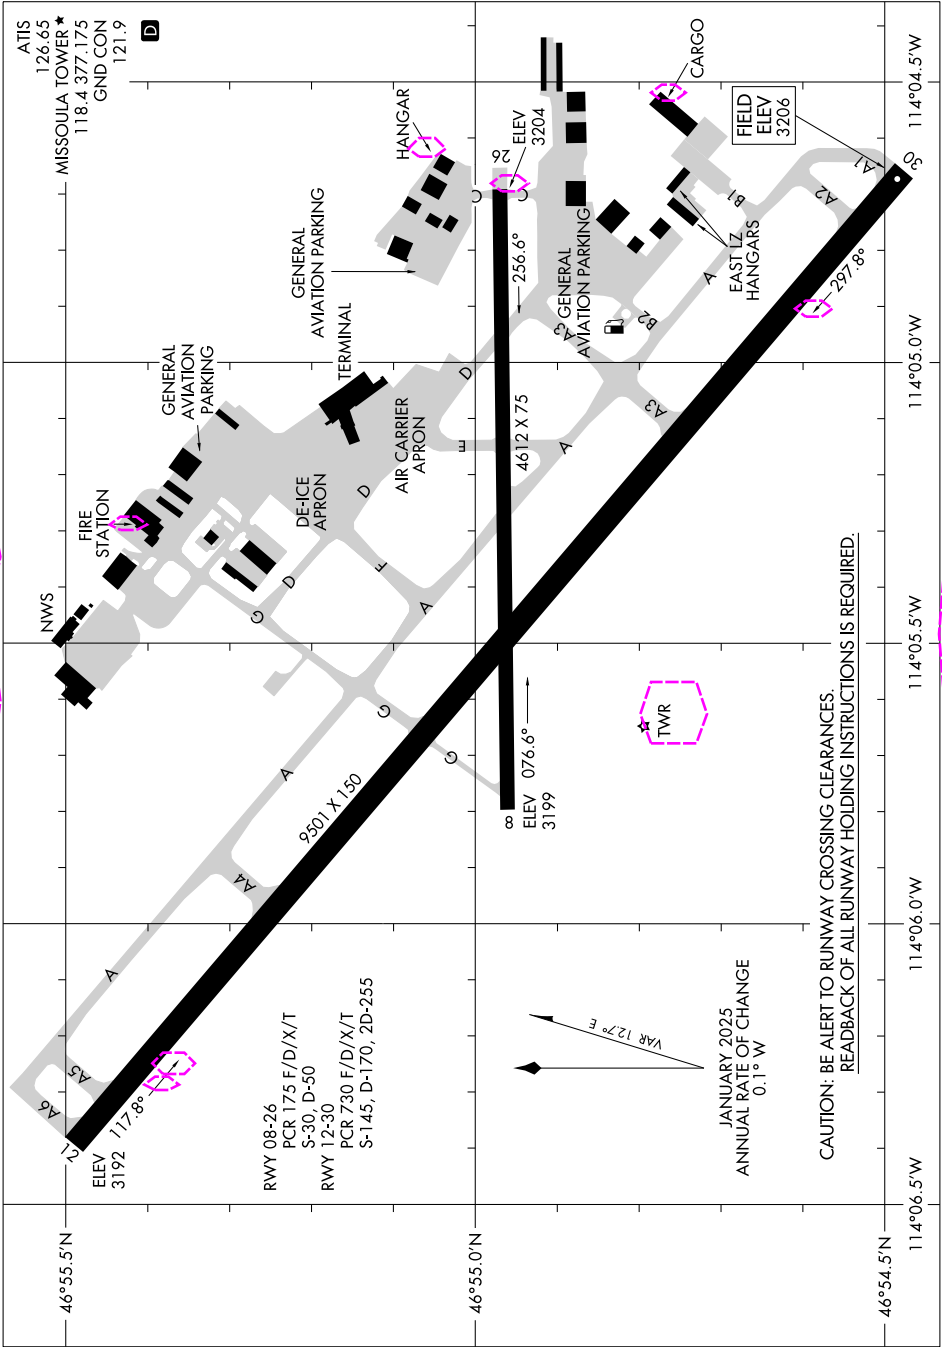 ATIS
126.65
MISSOULA TOWER ★
118.4 377.175
GND CON
121.9
D
NWS
FIRE
STATION
GENERAL
AVIATION
PARKING
GENERAL
AVIATION PARKING
HANGAR
TERMINAL
DE-ICE
APRON
AIR CARRIER
APRON
ELEV
3204
26
256.6°
CARGO
GENERAL
AVIATION PARKING
EAST LZ
HANGARS
FIELD
ELEV
3206
30
297.8°
A1
A2
B1
A
B2
A3
A3
A
D
E
D
F
D
G
A
G
G
A
A4
A
A5
A6
G
G
4612 X 75
9501 X 150
117.8°
12
ELEV
3192
8
ELEV
3199
076.6°
TWR
RWY 08-26
PCR 175 F/D/X/T
S-30, D-50
RWY 12-30
PCR 730 F/D/X/T
S-145, D-170, 2D-255
VAR 12.7° E
JANUARY 2025
ANNUAL RATE OF CHANGE
0.1° W
CAUTION: BE ALERT TO RUNWAY CROSSING CLEARANCES.
READBACK OF ALL RUNWAY HOLDING INSTRUCTIONS IS REQUIRED.
46°55.5'N
46°55.0'N
46°54.5'N
114°06.5'W
114°06.0'W
114°05.5'W
114°05.0'W
114°04.5'W